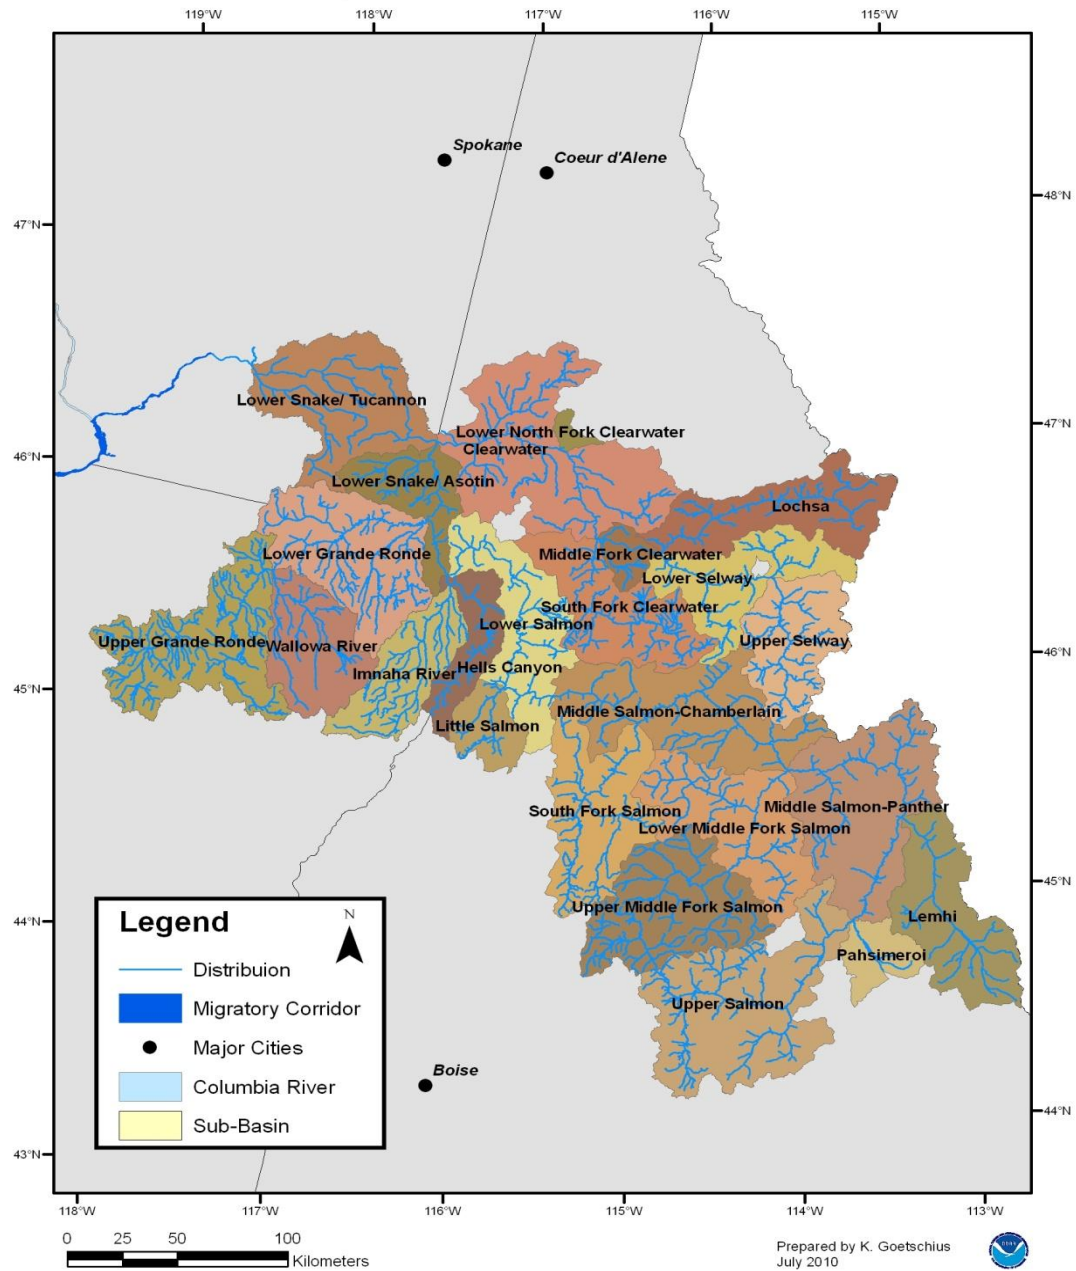 119°W 118°W 117°W 116°W 115°W
Spokane
Coeur d'Alene
48°N
47°N
47°N
46°N
46°N
45°N
45°N
44°N
44°N
Lower Snake/ Tucannon
Lower North Fork Clearwater
Clearwater
Lower Snake/ Asotin
Lochsa
Lower Grande Ronde
Middle Fork Clearwater
Lower Selway
South Fork Clearwater
Lower Salmon
Upper Grande Ronde
Wallowa River
Upper Selway
Hells Canyon
Imnaha River
Middle Salmon-Chamberlain
Little Salmon
Middle Salmon-Panther
South Fork Salmon
Lower Middle Fork Salmon
Upper Middle Fork Salmon
Lemhi
Pahsimeroi
Upper Salmon
Boise
Legend
N
Distribuion
Migratory Corridor
Major Cities
Columbia River
Sub-Basin
118°W 117°W 116°W 115°W 114°W 113°W
0 25 50 100
Kilometers
Prepared by K. Goetschius
July 2010